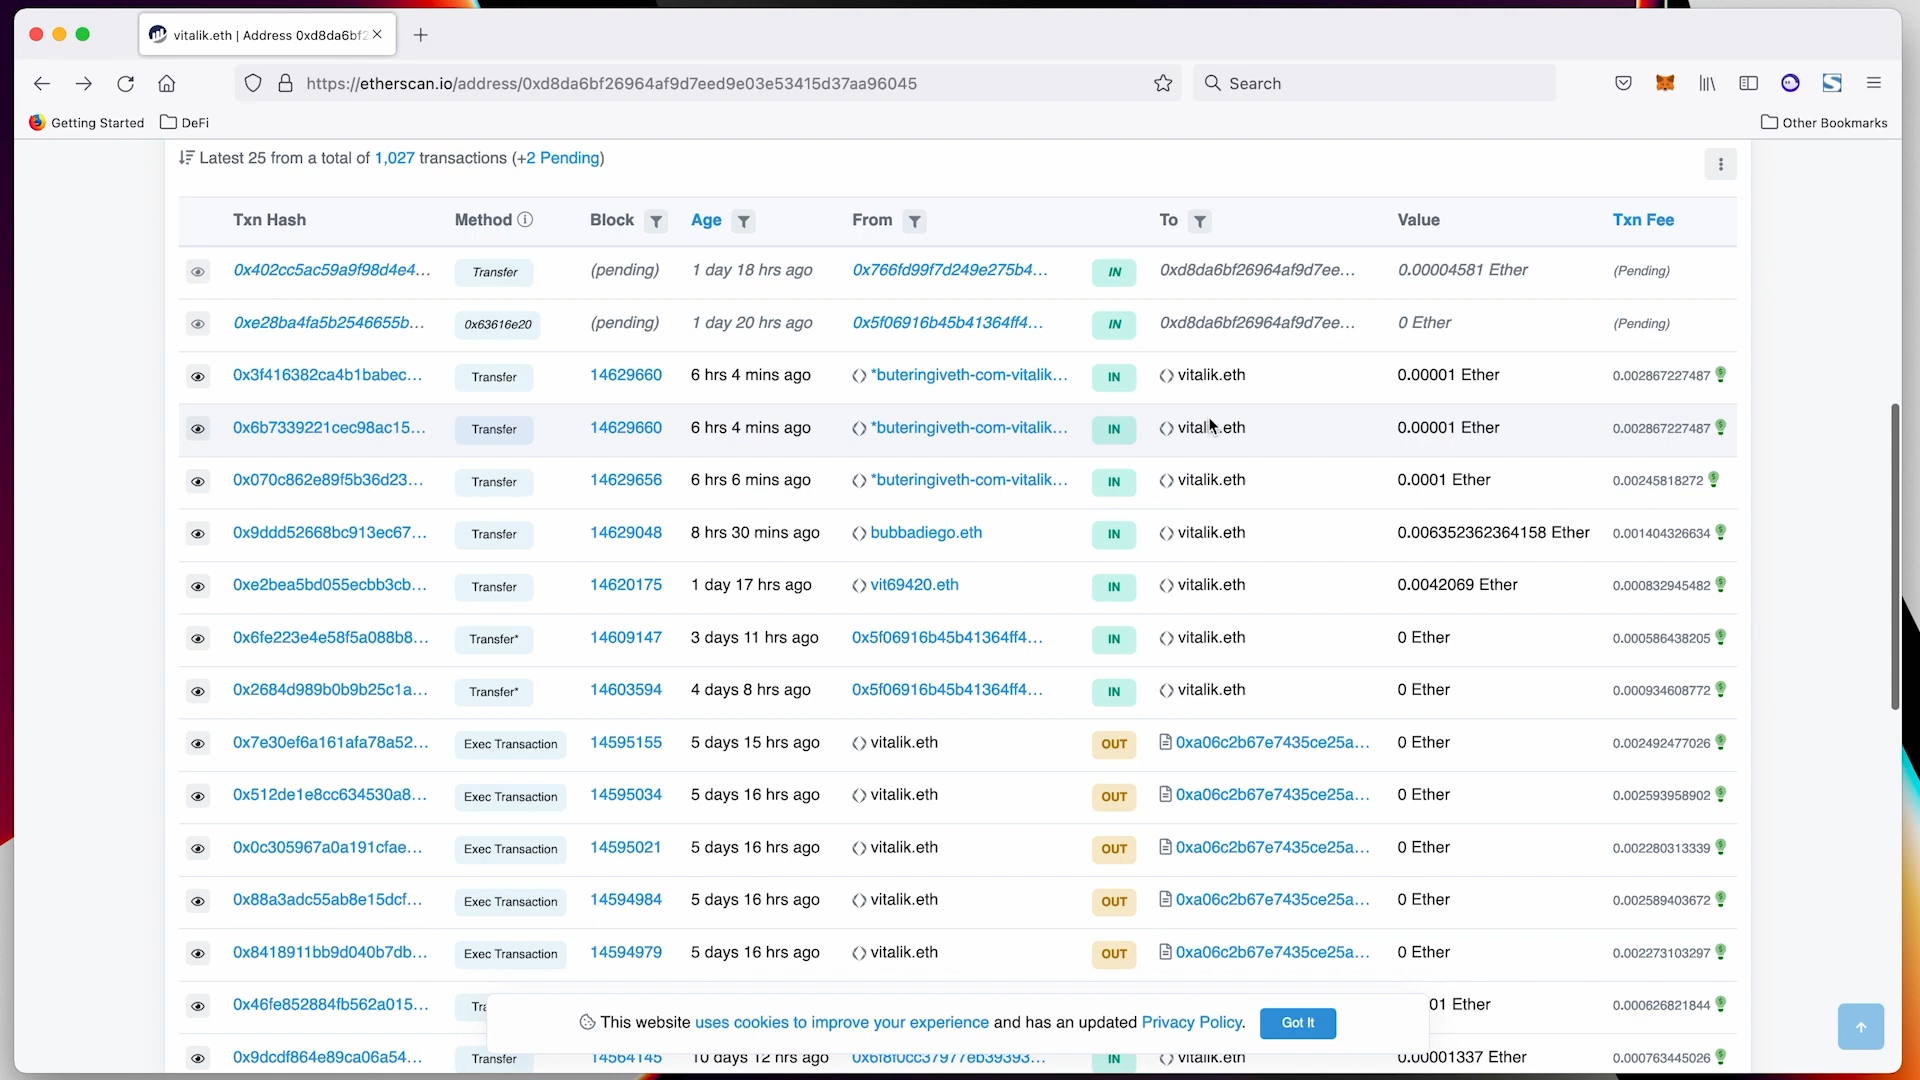 vitalik.eth | Address 0xd8da6bf2
https://etherscan.io/address/0xd8da6bf26964af9d7eed9e03e53415d37aa96045
Search
Getting Started DeFi Other Bookmarks
Latest 25 from a total of 1,027 transactions (+2 Pending)
Txn Hash Method Block Age From To Value Txn Fee
0x402cc5ac59a9f98d4e4... Transfer (pending) 1 day 18 hrs ago 0x766fd99f7d249e275b4... IN 0xd8da6bf26964af9d7ee... 0.00004581 Ether (Pending)
0xe28ba4fa5b2546655b... 0x63616e20 (pending) 1 day 20 hrs ago 0x5f06916b45b41364ff4... IN 0xd8da6bf26964af9d7ee... 0 Ether (Pending)
0x3f416382ca4b1babec... Transfer 14629660 6 hrs 4 mins ago *buteringiveth-com-vitalik... IN vitalik.eth 0.00001 Ether 0.002867227487
0x6b7339221cec98ac15... Transfer 14629660 6 hrs 4 mins ago *buteringiveth-com-vitalik... IN vitalik.eth 0.00001 Ether 0.002867227487
0x070c862e89f5b36d23... Transfer 14629656 6 hrs 6 mins ago *buteringiveth-com-vitalik... IN vitalik.eth 0.0001 Ether 0.00245818272
0x9ddd52668bc913ec67... Transfer 14629048 8 hrs 30 mins ago bubbadiego.eth IN vitalik.eth 0.006352362364158 Ether 0.001404326634
0xe2bea5bd055ecbb3cb... Transfer 14620175 1 day 17 hrs ago vit69420.eth IN vitalik.eth 0.0042069 Ether 0.000832945482
0x6fe223e4e58f5a088b8... Transfer* 14609147 3 days 11 hrs ago 0x5f06916b45b41364ff4... IN vitalik.eth 0 Ether 0.000586438205
0x2684d989b0b9b25c1a... Transfer* 14603594 4 days 8 hrs ago 0x5f06916b45b41364ff4... IN vitalik.eth 0 Ether 0.000934608772
0x7e30ef6a161afa78a52... Exec Transaction 14595155 5 days 15 hrs ago vitalik.eth OUT 0xa06c2b67e7435ce25a... 0 Ether 0.002492477026
0x512de1e8cc634530a8... Exec Transaction 14595034 5 days 16 hrs ago vitalik.eth OUT 0xa06c2b67e7435ce25a... 0 Ether 0.002593958902
0x0c305967a0a191cfae... Exec Transaction 14595021 5 days 16 hrs ago vitalik.eth OUT 0xa06c2b67e7435ce25a... 0 Ether 0.002280313339
0x88a3adc55ab8e15dcf... Exec Transaction 14594984 5 days 16 hrs ago vitalik.eth OUT 0xa06c2b67e7435ce25a... 0 Ether 0.002589403672
0x8418911bb9d040b7db... Exec Transaction 14594979 5 days 16 hrs ago vitalik.eth OUT 0xa06c2b67e7435ce25a... 0 Ether 0.002273103297
0x46fe852884fb562a015... Tra 01 Ether 0.000626821844
This website uses cookies to improve your experience and has an updated Privacy Policy. Got It
0x9dcdf864e89ca06a54... Transfer 14564145 10 days 12 hrs ago 0x6f8f0cc37977eb39393... IN vitalik.eth 0.00001337 Ether 0.000763445026